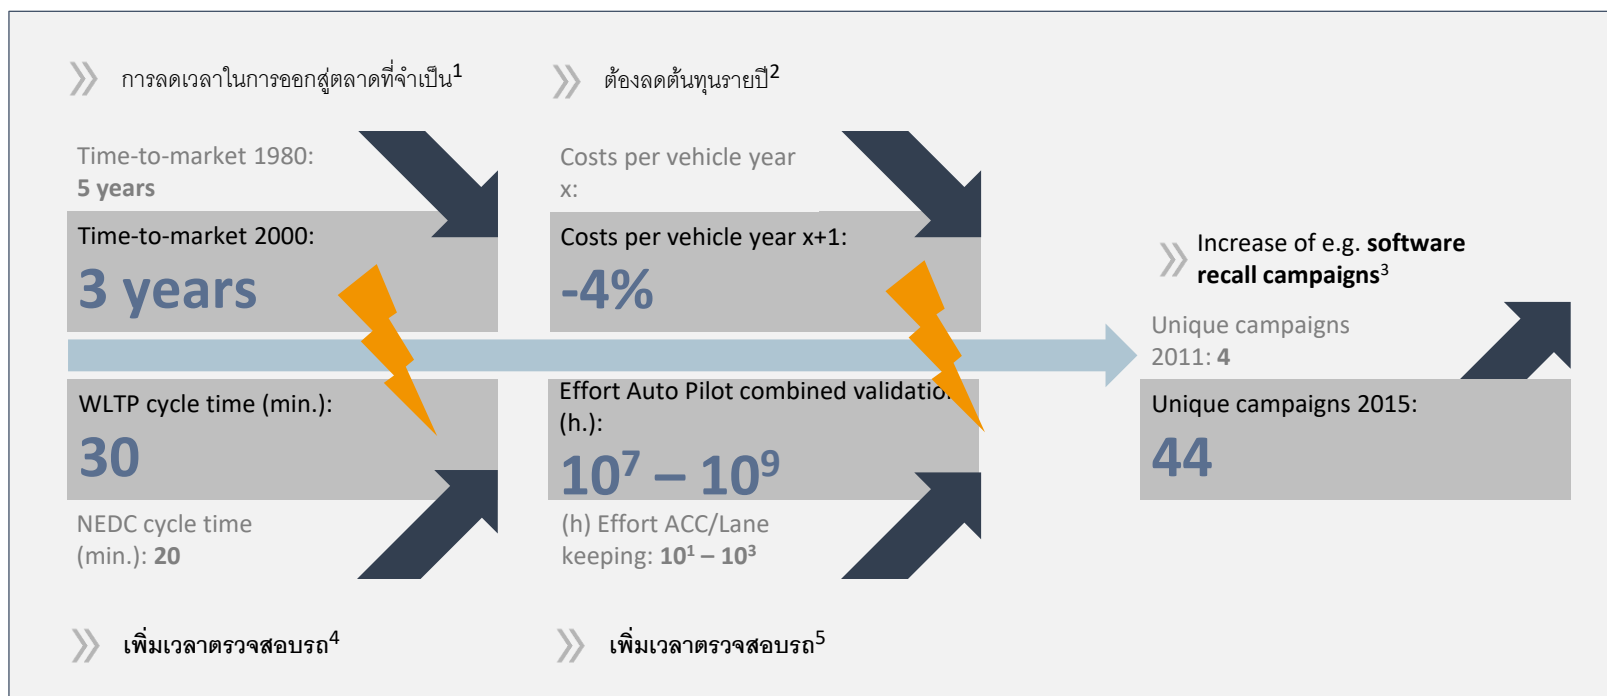 การลดเวลาในการออกสู่ตลาดที่จำเป็น1
Time-to-market 1980:
5 years
Time-to-market 2000:
3 years
WLTP cycle time (min.):
30
NEDC cycle time
(min.): 20
เพิ่มเวลาตรวจสอบรถ4
ต้องลดต้นทุนรายปี2
Costs per vehicle year
x:
Costs per vehicle year x+1:
-4%
Effort Auto Pilot combined validation
(h.):
10⁷ – 10⁹
(h) Effort ACC/Lane
keeping: 10¹ – 10³
เพิ่มเวลาตรวจสอบรถ5
Increase of e.g. software
recall campaigns3
Unique campaigns
2011: 4
Unique campaigns 2015:
44